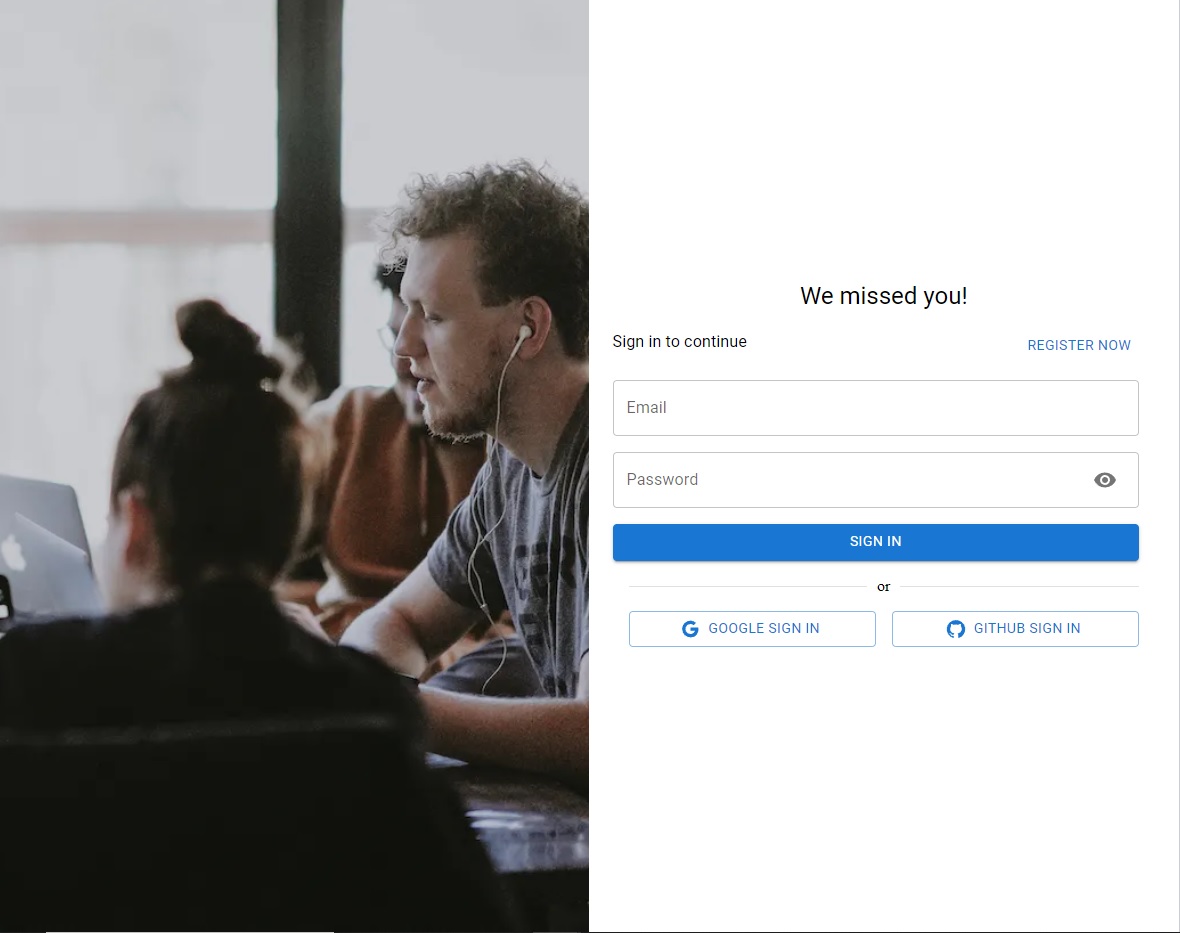 We missed you!
Sign in to continue
REGISTER NOW
Email
Password
SIGN IN
or
GOOGLE SIGN IN
GITHUB SIGN IN